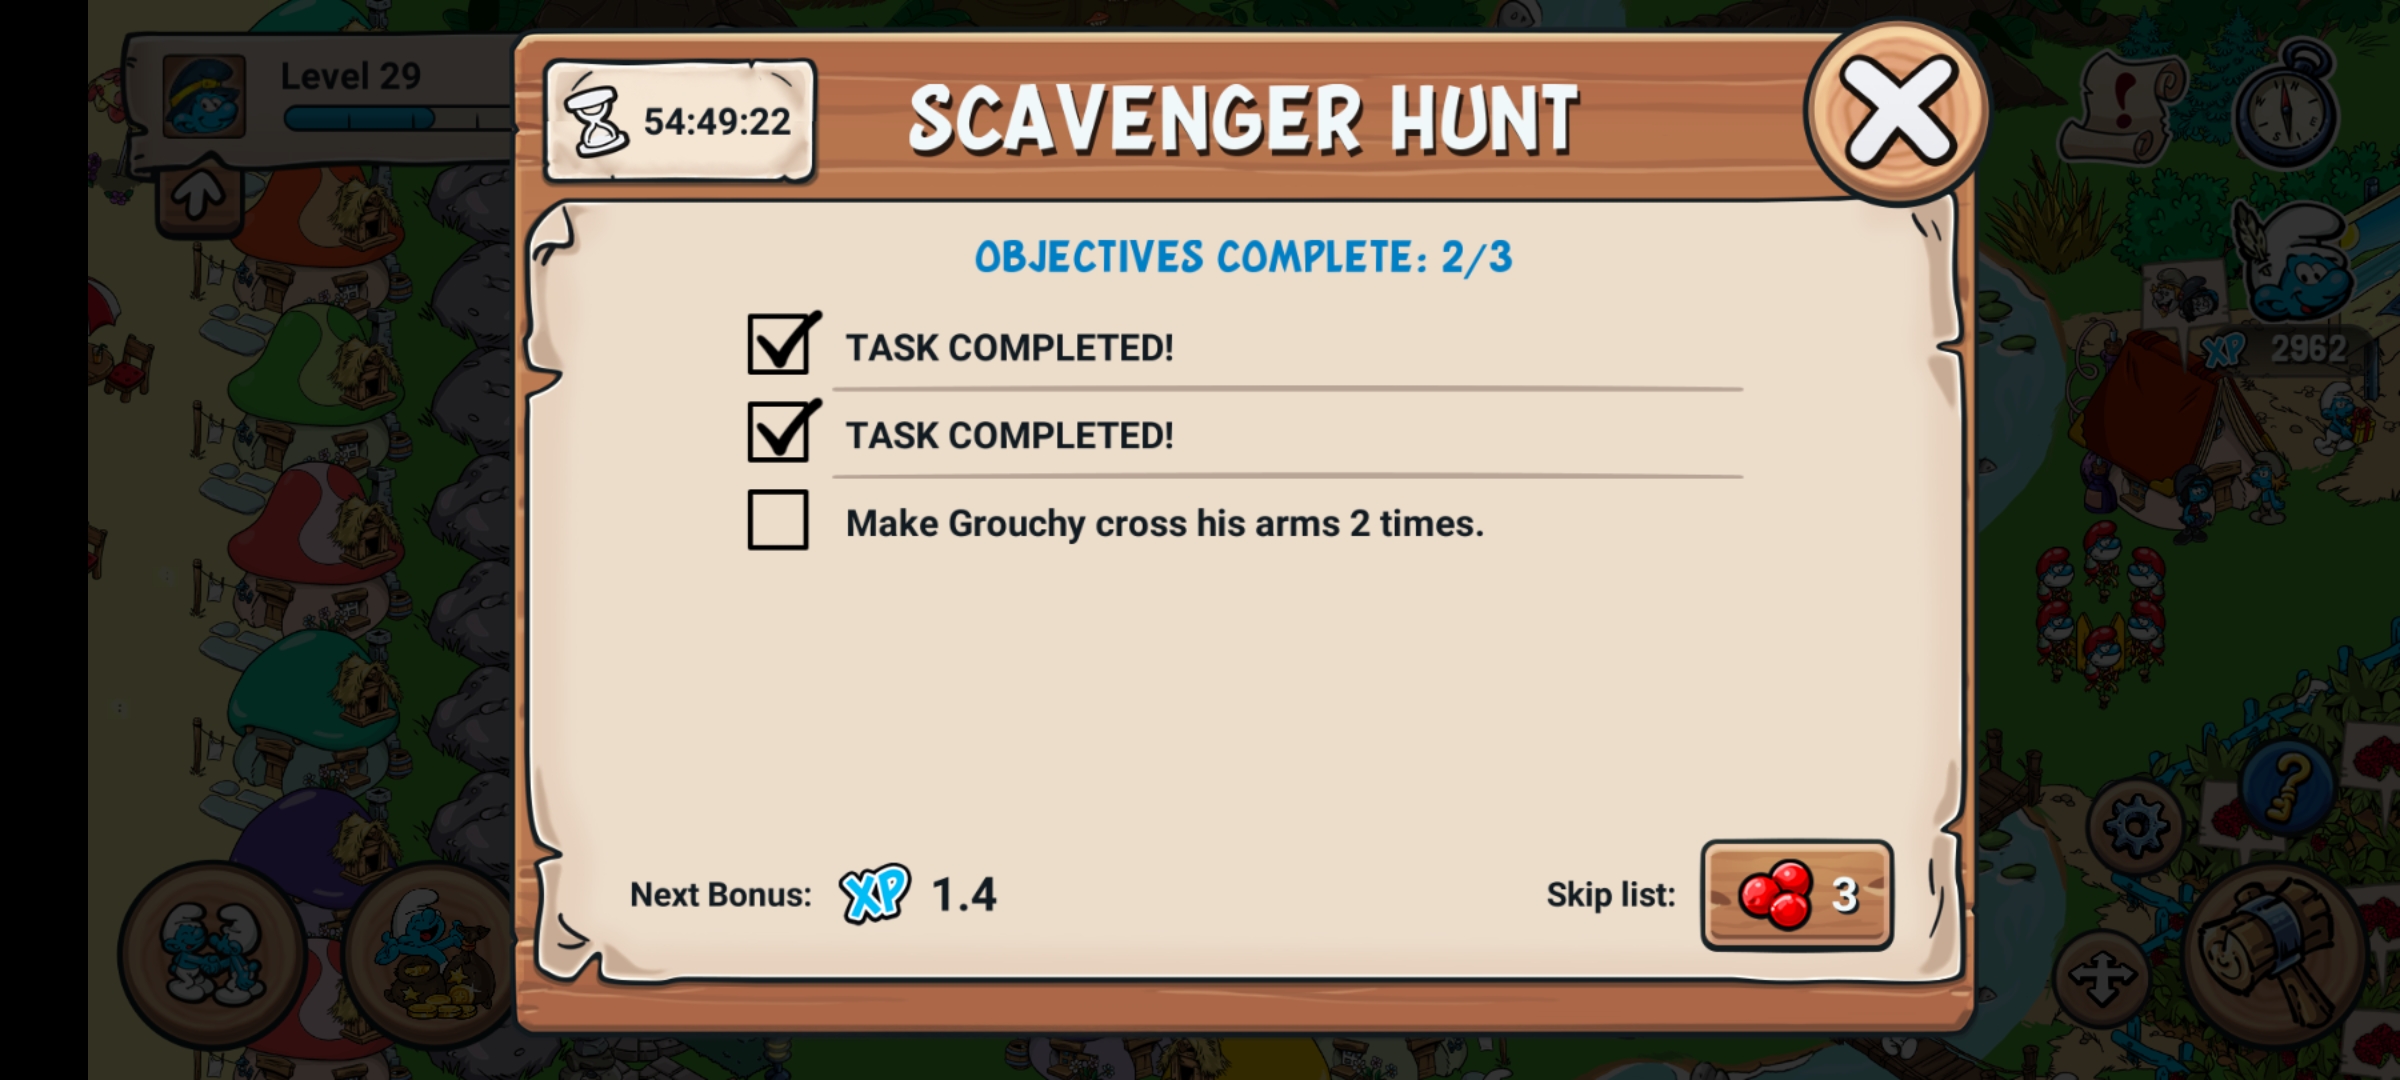 Level 29
54:49:22
SCAVENGER HUNT
OBJECTIVES COMPLETE: 2/3
TASK COMPLETED!
TASK COMPLETED!
Make Grouchy cross his arms 2 times.
XP 2962
Next Bonus: XP 1.4
Skip list: 3